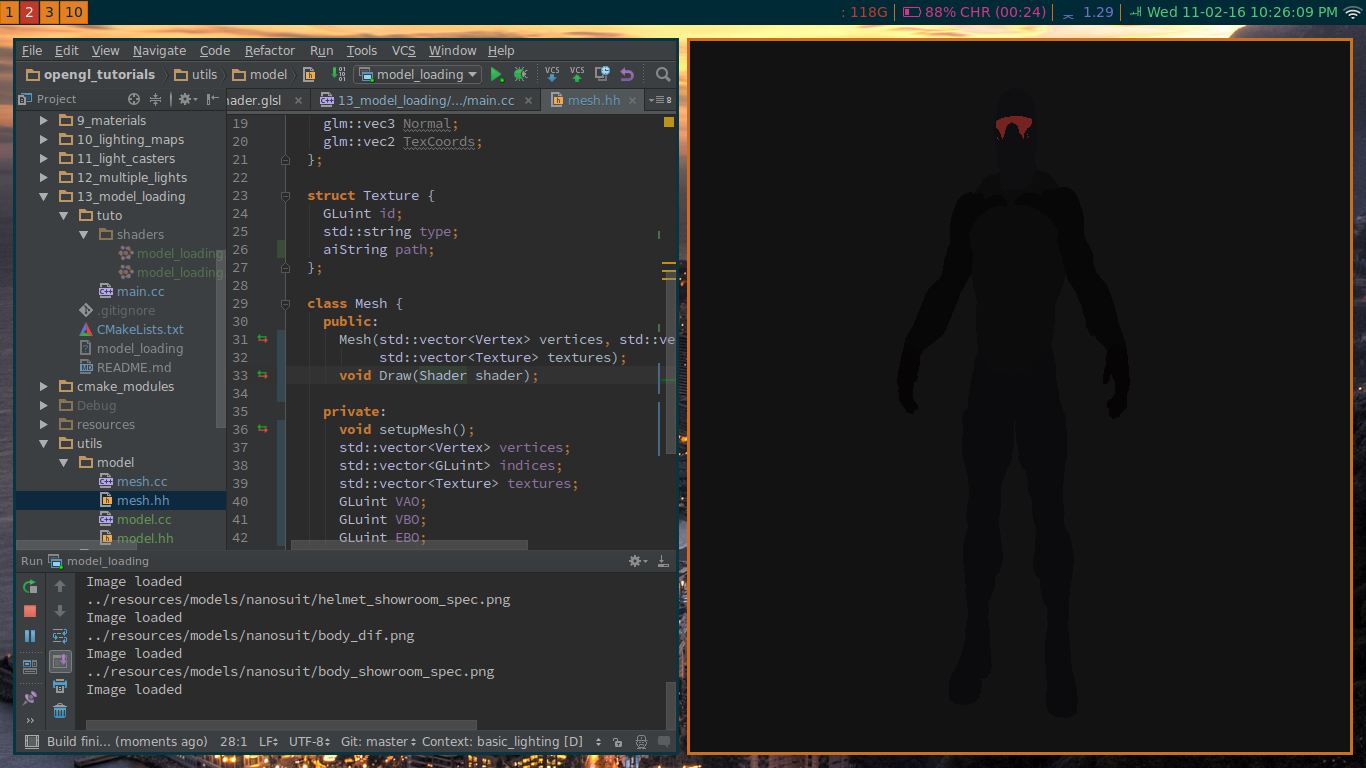 1 2 3 10
: 118G | 88% CHR (00:24) | 1.29 | Wed 11-02-16 10:26:09 PM
File Edit View Navigate Code Refactor Run Tools VCS Window Help
opengl_tutorials utils model model_loading VCS VCS
Project
ader.glsl × 13_model_loading/.../main.cc × mesh.hh × 8
9_materials
10_lighting_maps
11_light_casters
12_multiple_lights
13_model_loading
tuto
shaders
model_loading
model_loading
main.cc
.gitignore
CMakeLists.txt
model_loading
README.md
cmake_modules
Debug
resources
utils
model
mesh.cc
mesh.hh
model.cc
model.hh
19 glm::vec3 Normal;
20 glm::vec2 TexCoords;
21 };
22
23 struct Texture {
24 GLuint id;
25 std::string type;
26 aiString path;
27 };
28
29 class Mesh {
30 public:
31 Mesh(std::vector<Vertex> vertices, std::ve
32 std::vector<Texture> textures);
33 void Draw(Shader shader);
34
35 private:
36 void setupMesh();
37 std::vector<Vertex> vertices;
38 std::vector<GLuint> indices;
39 std::vector<Texture> textures;
40 GLuint VAO;
41 GLuint VBO;
42 GLuint EBO;
Run model_loading
Image loaded
../resources/models/nanosuit/helmet_showroom_spec.png
Image loaded
../resources/models/nanosuit/body_dif.png
Image loaded
../resources/models/nanosuit/body_showroom_spec.png
Image loaded
Build fini... (moments ago) 28:1 LF UTF-8 Git: master Context: basic_lighting [D]